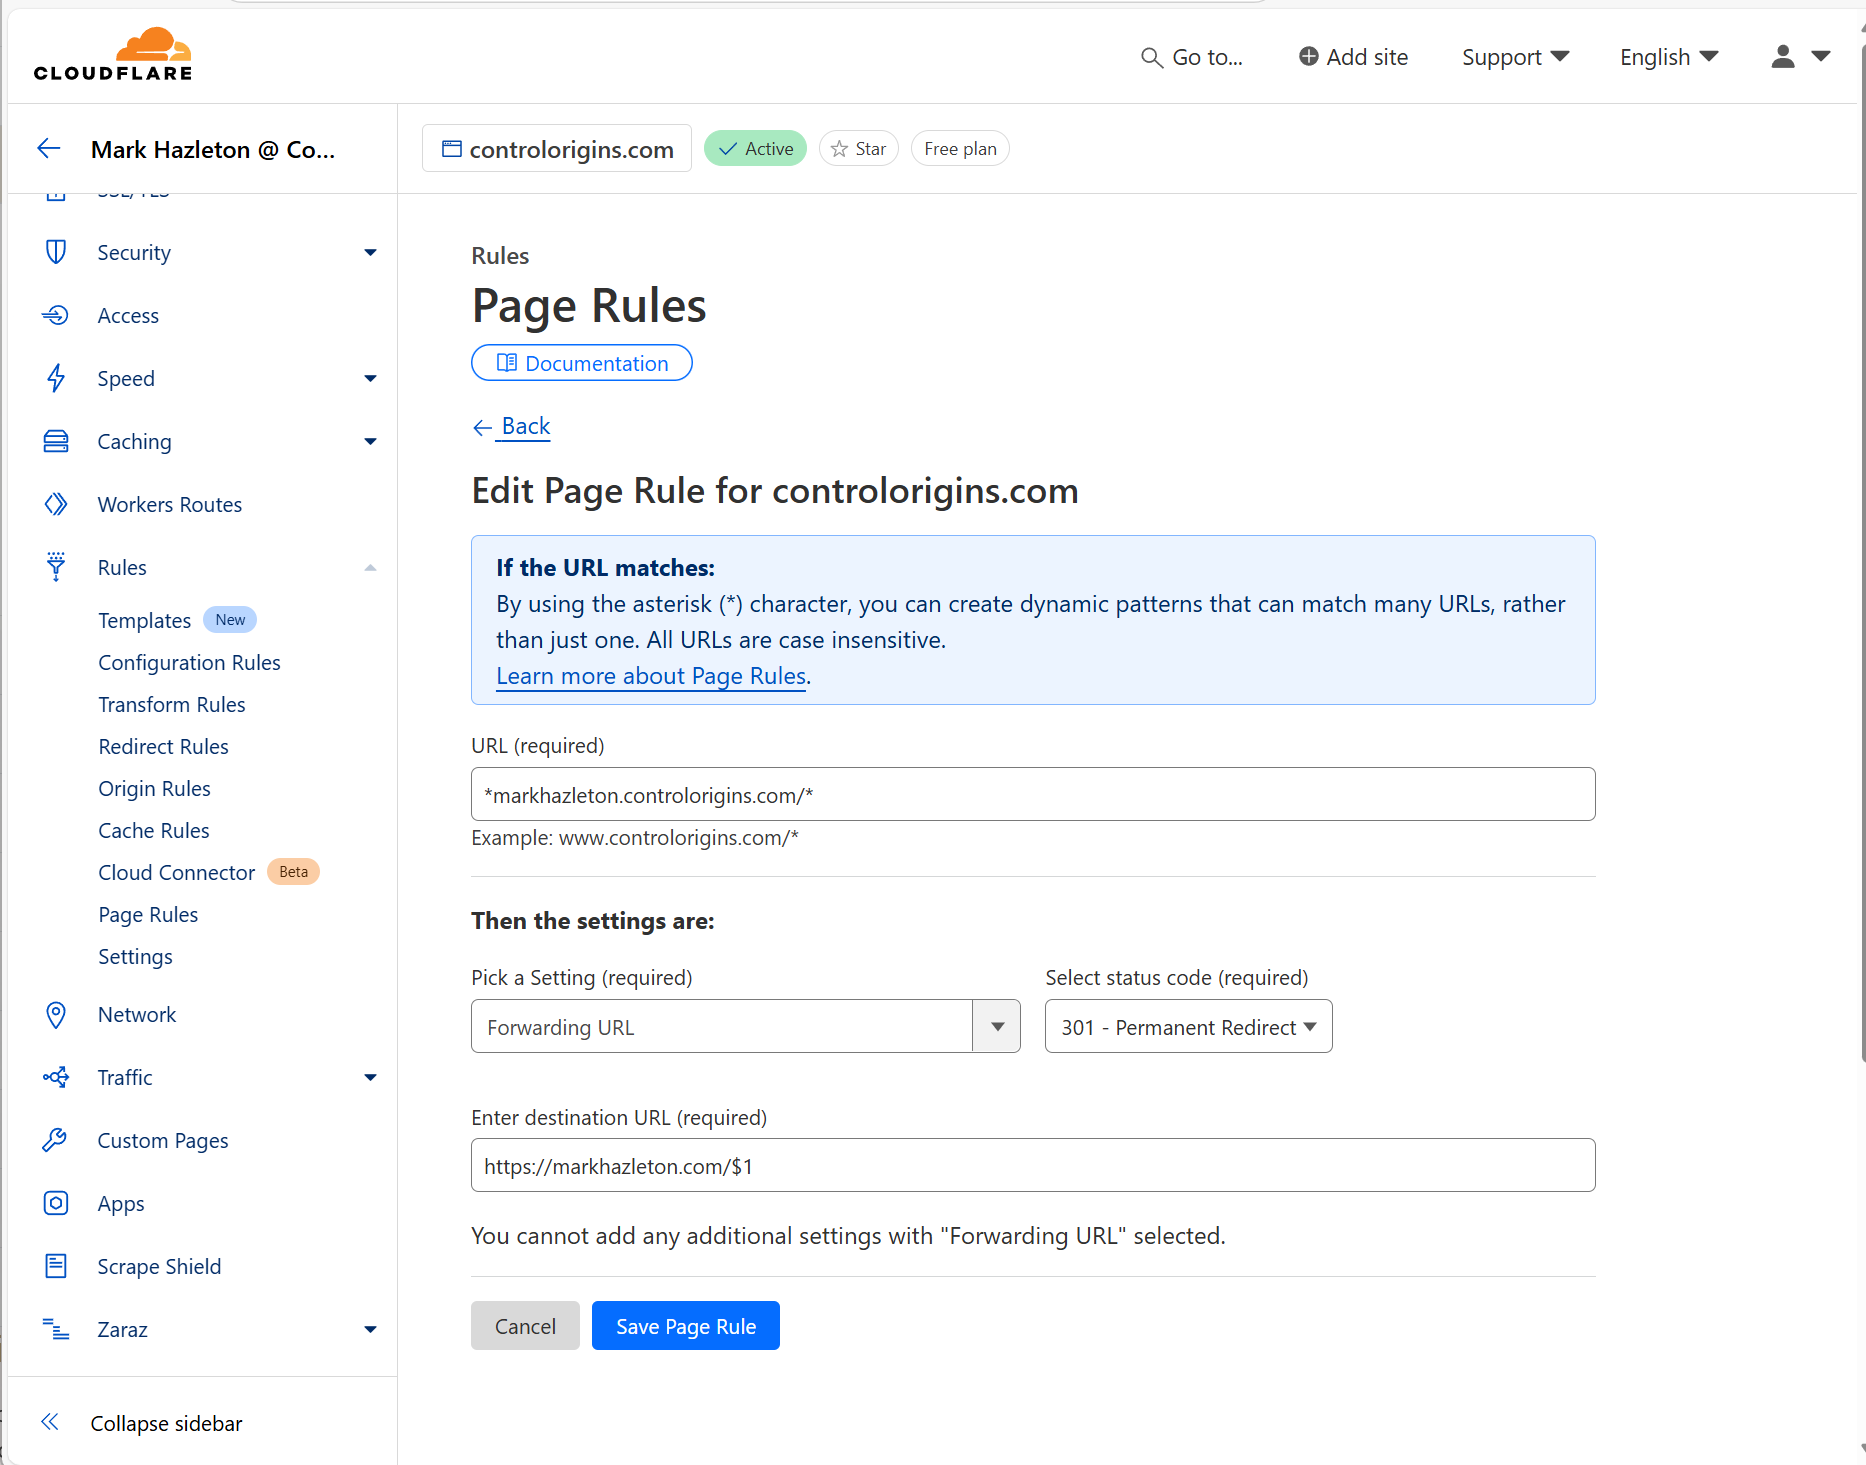 CLOUDFLARE
Go to...
Add site
Support
English
Mark Hazleton @ Co...
controlorigins.com
Active
Star
Free plan
SSL/TLS
Security
Access
Speed
Caching
Workers Routes
Rules
Templates New
Configuration Rules
Transform Rules
Redirect Rules
Origin Rules
Cache Rules
Cloud Connector Beta
Page Rules
Settings
Network
Traffic
Custom Pages
Apps
Scrape Shield
Zaraz
Collapse sidebar
Rules
Page Rules
Documentation
Back
Edit Page Rule for controlorigins.com
If the URL matches:
By using the asterisk (*) character, you can create dynamic patterns that can match many URLs, rather
than just one. All URLs are case insensitive.
Learn more about Page Rules.
URL (required)
*markhazleton.controlorigins.com/*
Example: www.controlorigins.com/*
Then the settings are:
Pick a Setting (required)
Select status code (required)
Forwarding URL
301 - Permanent Redirect
Enter destination URL (required)
https://markhazleton.com/$1
You cannot add any additional settings with "Forwarding URL" selected.
Cancel
Save Page Rule